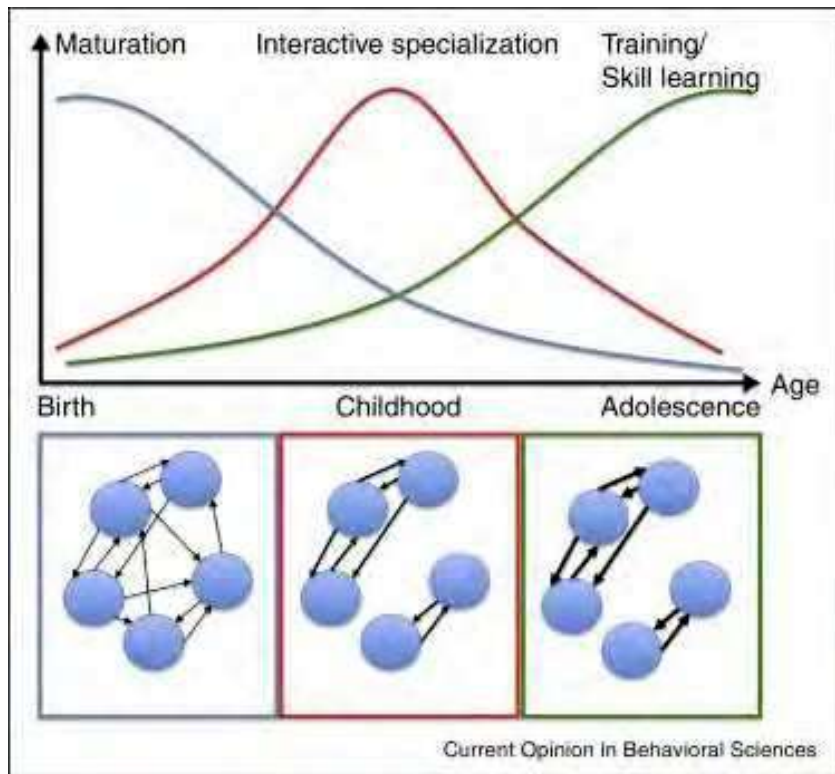 Maturation
Interactive specialization
Training/
Skill learning
Age
Birth
Childhood
Adolescence
Current Opinion in Behavioral Sciences